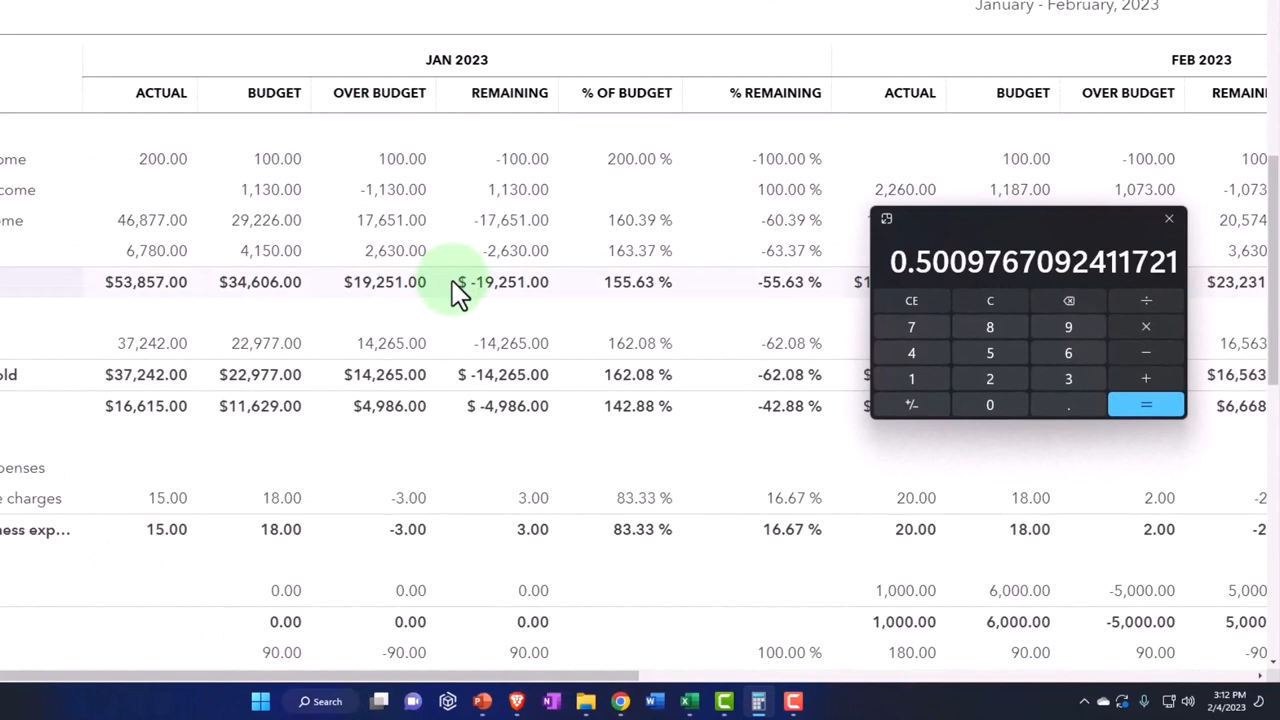 January - February, 2023
JAN 2023 FEB 2023
ACTUAL BUDGET OVER BUDGET REMAINING % OF BUDGET % REMAINING ACTUAL BUDGET OVER BUDGET REMAIN
ome 200.00 100.00 100.00 -100.00 200.00 % -100.00 % 100.00 -100.00 100
come 1,130.00 -1,130.00 1,130.00 100.00 % 2,260.00 1,187.00 1,073.00 -1,073
me 46,877.00 29,226.00 17,651.00 -17,651.00 160.39 % -60.39 % 20,574
6,780.00 4,150.00 2,630.00 -2,630.00 163.37 % -63.37 % 3,630
$53,857.00 $34,606.00 $19,251.00 $ -19,251.00 155.63 % -55.63 % $1 $23,231
37,242.00 22,977.00 14,265.00 -14,265.00 162.08 % -62.08 % 16,563
old $37,242.00 $22,977.00 $14,265.00 $ -14,265.00 162.08 % -62.08 % $16,563
$16,615.00 $11,629.00 $4,986.00 $ -4,986.00 142.88 % -42.88 % $6,668
penses
e charges 15.00 18.00 -3.00 3.00 83.33 % 16.67 % 20.00 18.00 2.00 -2
ness exp... 15.00 18.00 -3.00 3.00 83.33 % 16.67 % 20.00 18.00 2.00 -2
0.00 0.00 0.00 1,000.00 6,000.00 -5,000.00 5,000
0.00 0.00 0.00 1,000.00 6,000.00 -5,000.00 5,000
90.00 -90.00 90.00 100.00 % 180.00 90.00 90.00 -90
0.5009767092411721
CE C ⌫ ÷
7 8 9 ×
4 5 6 −
1 2 3 +
+/− 0 . =
Search
3:12 PM
2/4/2023